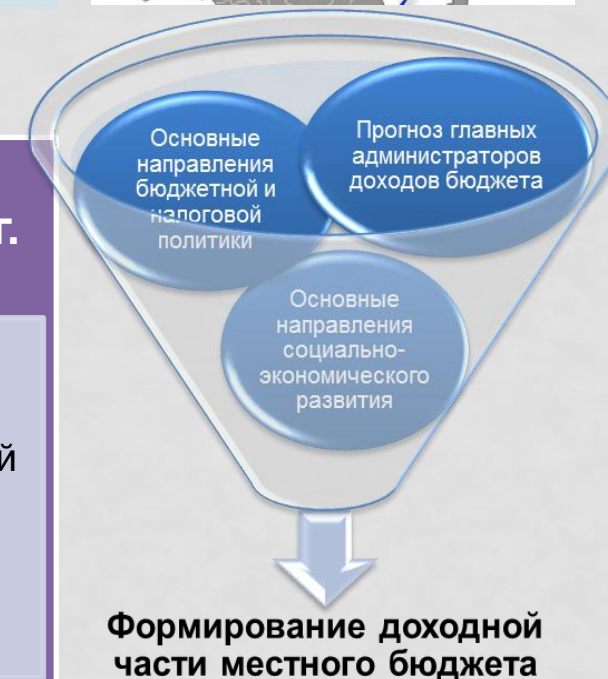 Основные
направления
бюджетной и
налоговой
политики
Прогноз главных
администраторов
доходов бюджета
Основные
направления
социально-
экономического
развития
г.
й
Формирование доходной
части местного бюджета